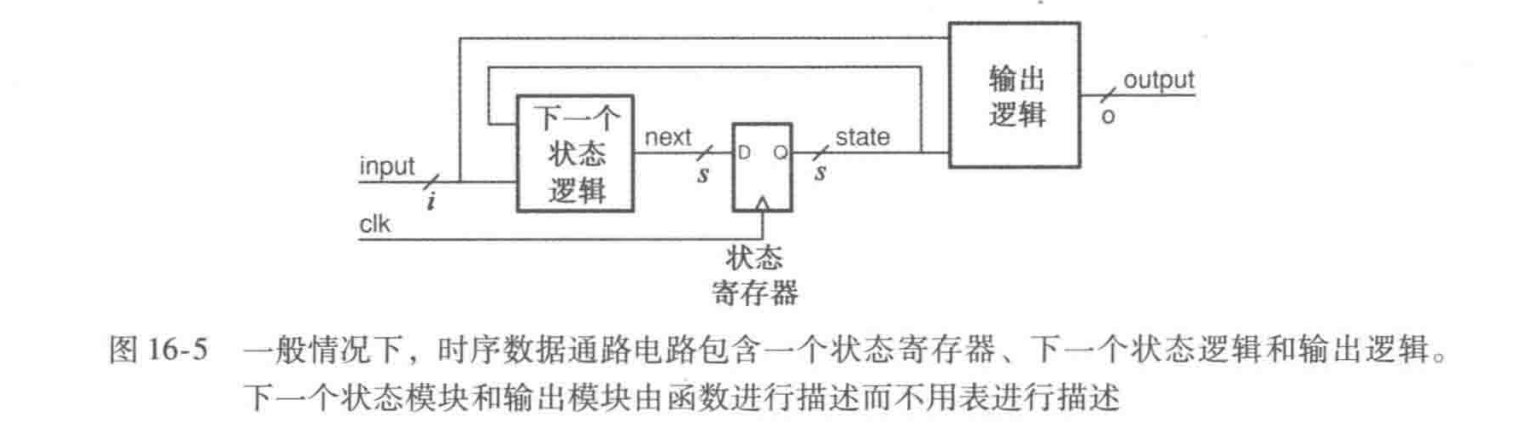 输出
逻辑
output
o
下一个
状态
逻辑
next
s
D Q
state
s
input
i
clk
状态
寄存器
图 16-5 一般情况下，时序数据通路电路包含一个状态寄存器、下一个状态逻辑和输出逻辑。
下一个状态模块和输出模块由函数进行描述而不用表进行描述